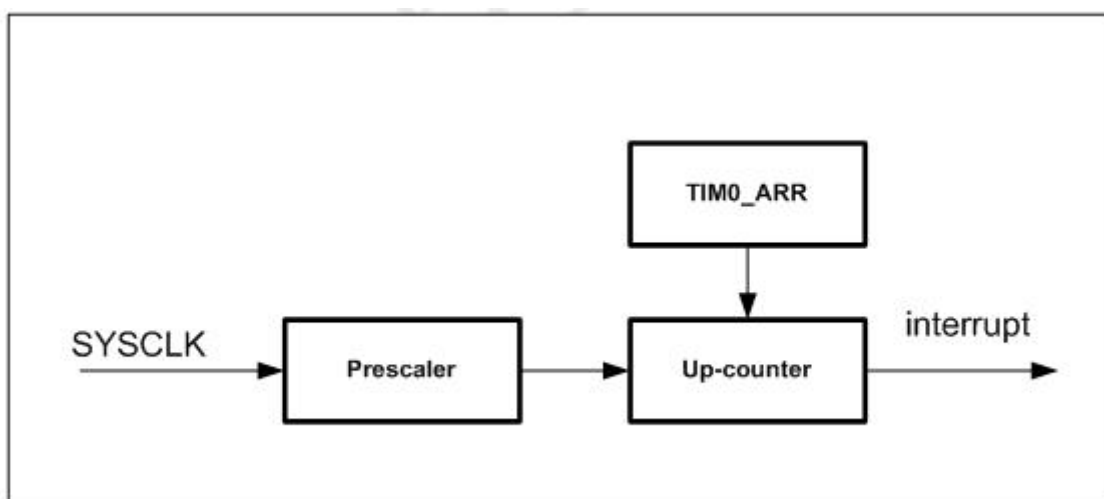 TIM0_ARR
SYSCLK
Prescaler
Up-counter
interrupt